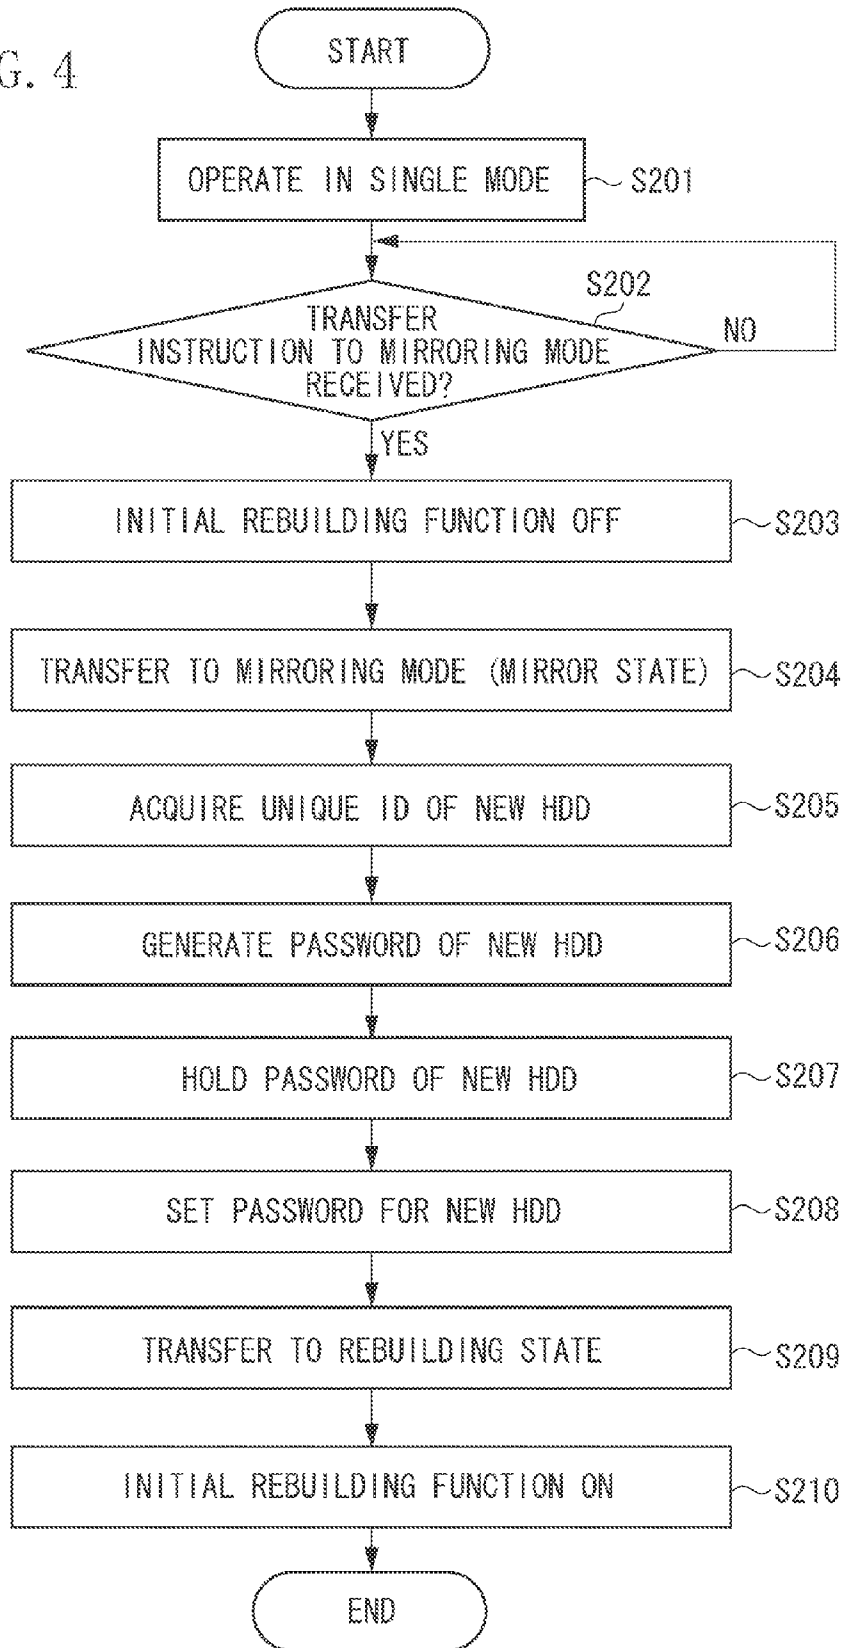 G. 4
START
OPERATE IN SINGLE MODE
S201
S202
TRANSFER
INSTRUCTION TO MIRRORING MODE
RECEIVED?
NO
YES
INITIAL REBUILDING FUNCTION OFF
S203
TRANSFER TO MIRRORING MODE (MIRROR STATE)
S204
ACQUIRE UNIQUE ID OF NEW HDD
S205
GENERATE PASSWORD OF NEW HDD
S206
HOLD PASSWORD OF NEW HDD
S207
SET PASSWORD FOR NEW HDD
S208
TRANSFER TO REBUILDING STATE
S209
INITIAL REBUILDING FUNCTION ON
S210
END